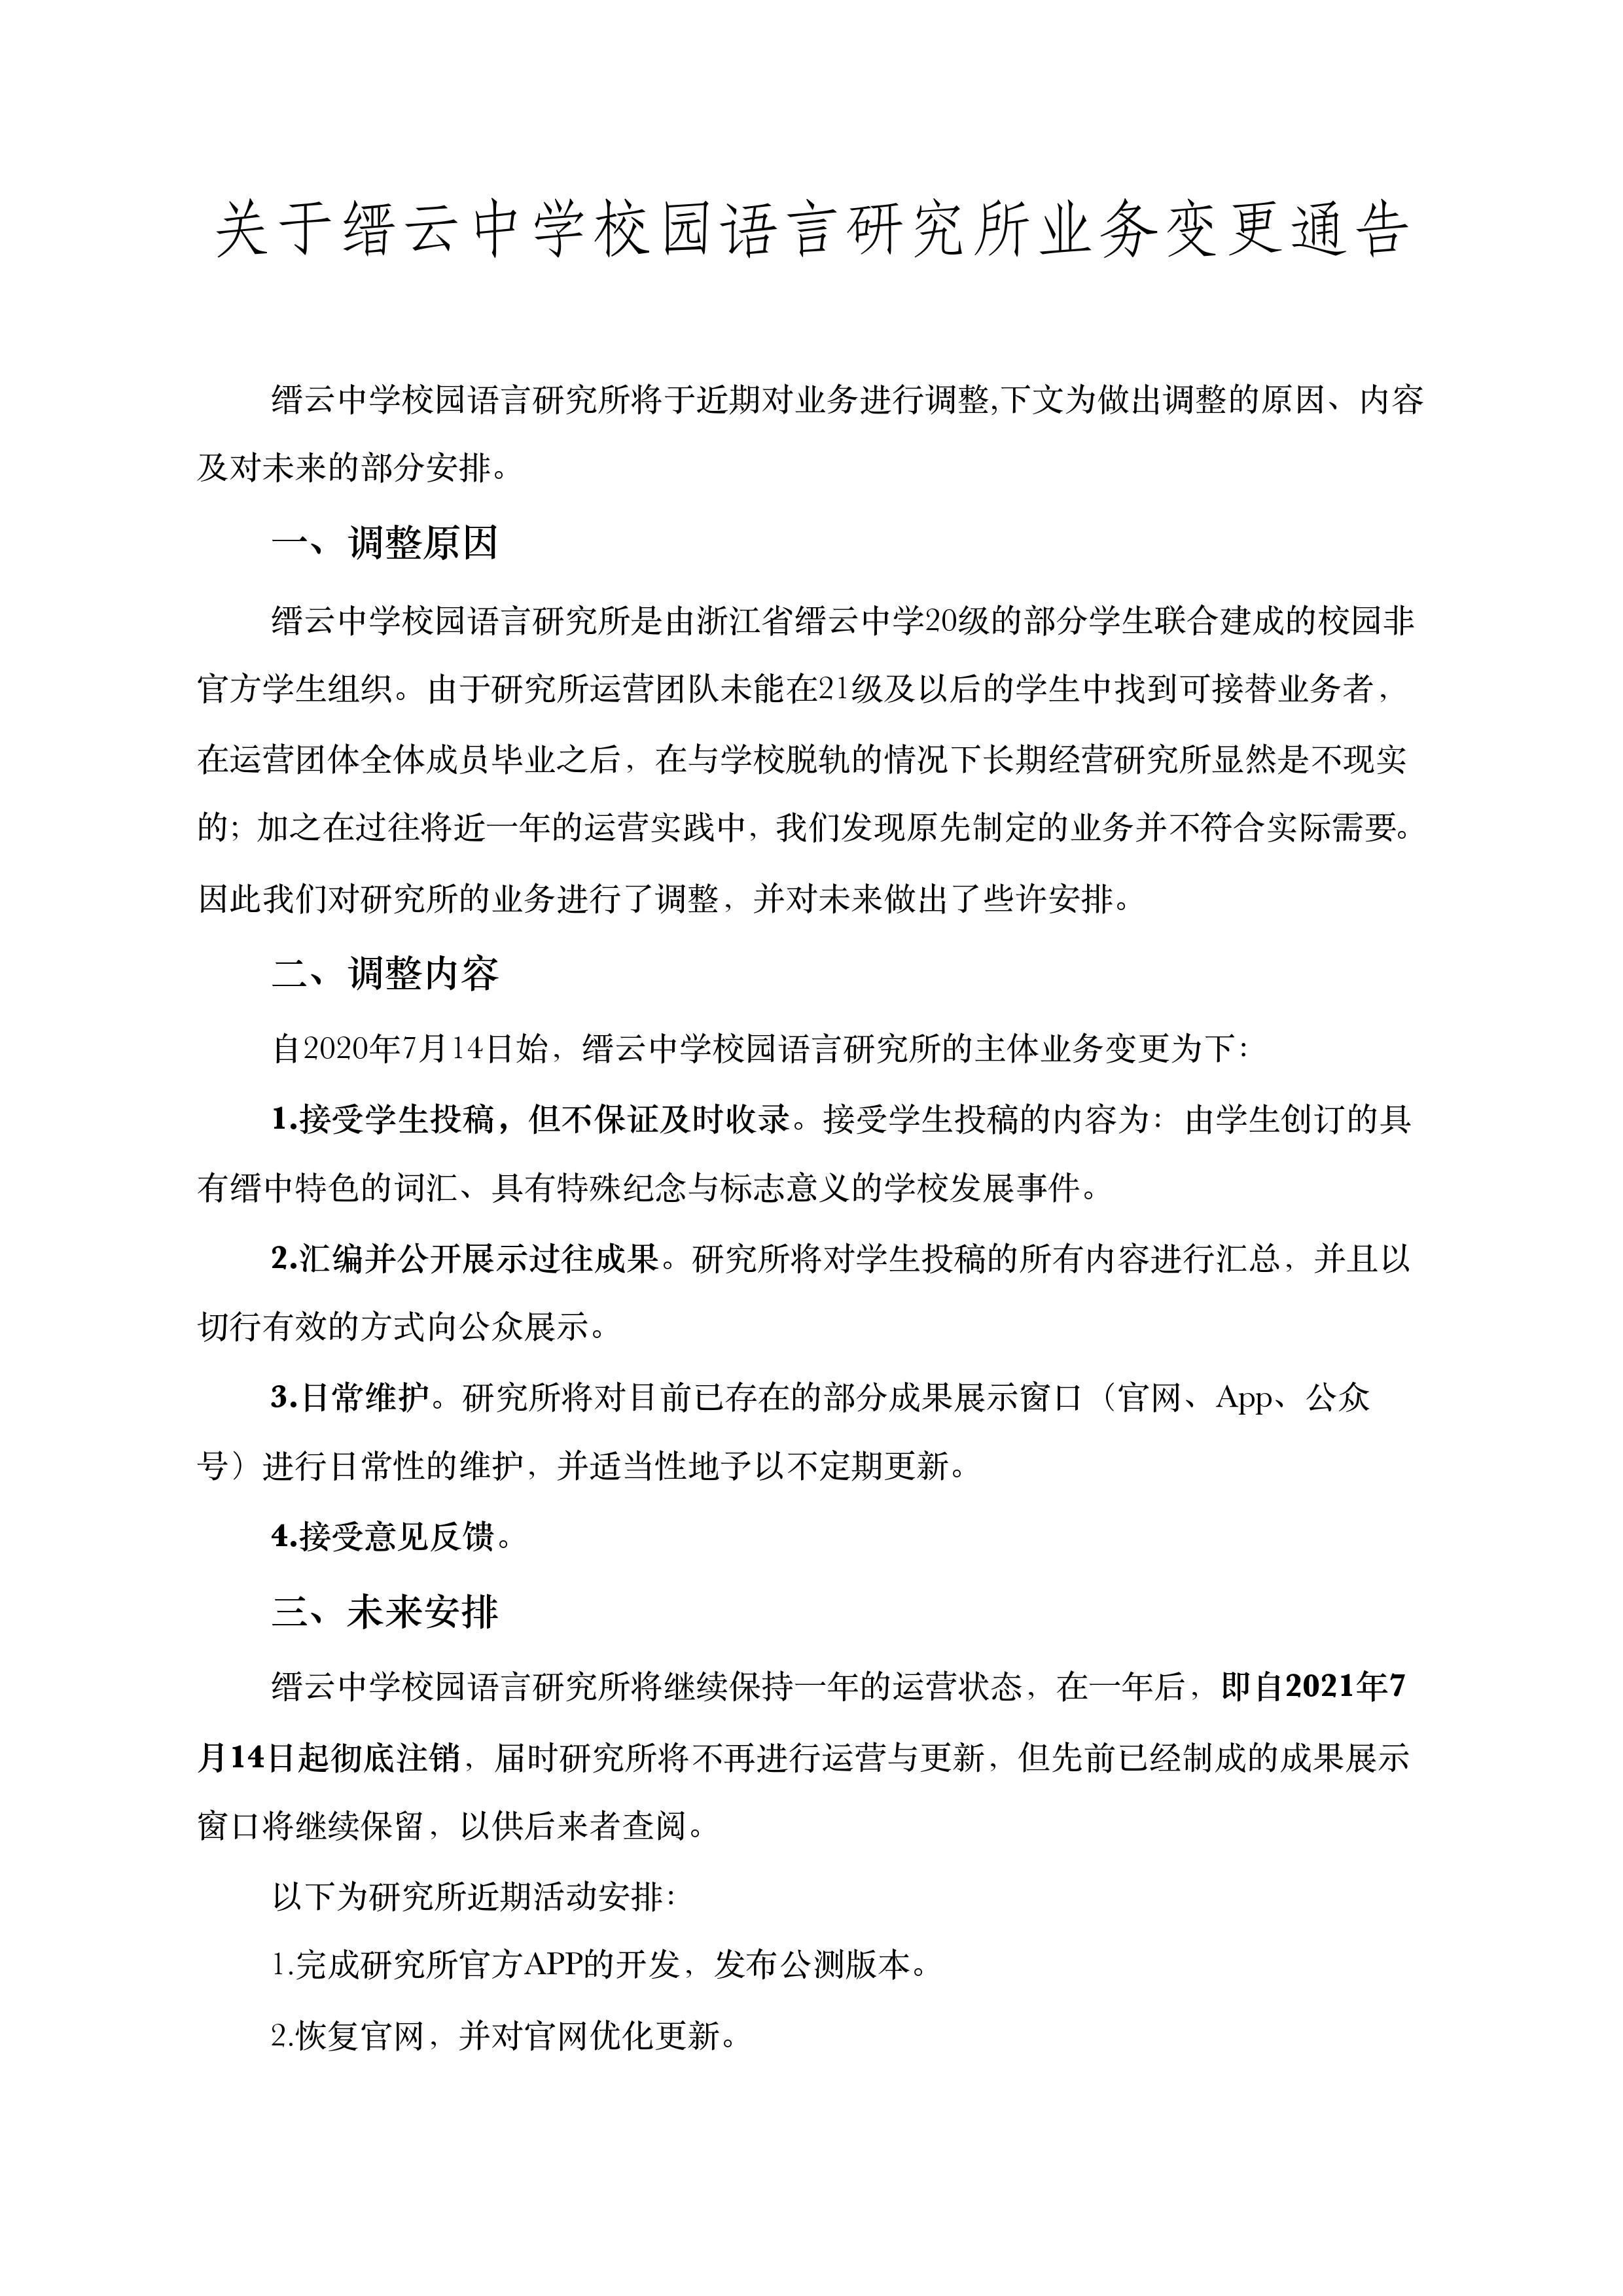 关于缙云中学校园语言研究所业务变更通告
缙云中学校园语言研究所将于近期对业务进行调整,下文为做出调整的原因、内容
及对未来的部分安排。
一、调整原因
缙云中学校园语言研究所是由浙江省缙云中学20级的部分学生联合建成的校园非
官方学生组织。由于研究所运营团队未能在21级及以后的学生中找到可接替业务者，
在运营团体全体成员毕业之后，在与学校脱轨的情况下长期经营研究所显然是不现实
的；加之在过往将近一年的运营实践中，我们发现原先制定的业务并不符合实际需要。
因此我们对研究所的业务进行了调整，并对未来做出了些许安排。
二、调整内容
自2020年7月14日始，缙云中学校园语言研究所的主体业务变更为下：
1.接受学生投稿，但不保证及时收录。接受学生投稿的内容为：由学生创订的具
有缙中特色的词汇、具有特殊纪念与标志意义的学校发展事件。
2.汇编并公开展示过往成果。研究所将对学生投稿的所有内容进行汇总，并且以
切行有效的方式向公众展示。
3.日常维护。研究所将对目前已存在的部分成果展示窗口（官网、App、公众
号）进行日常性的维护，并适当性地予以不定期更新。
4.接受意见反馈。
三、未来安排
缙云中学校园语言研究所将继续保持一年的运营状态，在一年后，即自2021年7
月14日起彻底注销，届时研究所将不再进行运营与更新，但先前已经制成的成果展示
窗口将继续保留，以供后来者查阅。
以下为研究所近期活动安排：
1.完成研究所官方APP的开发，发布公测版本。
2.恢复官网，并对官网优化更新。